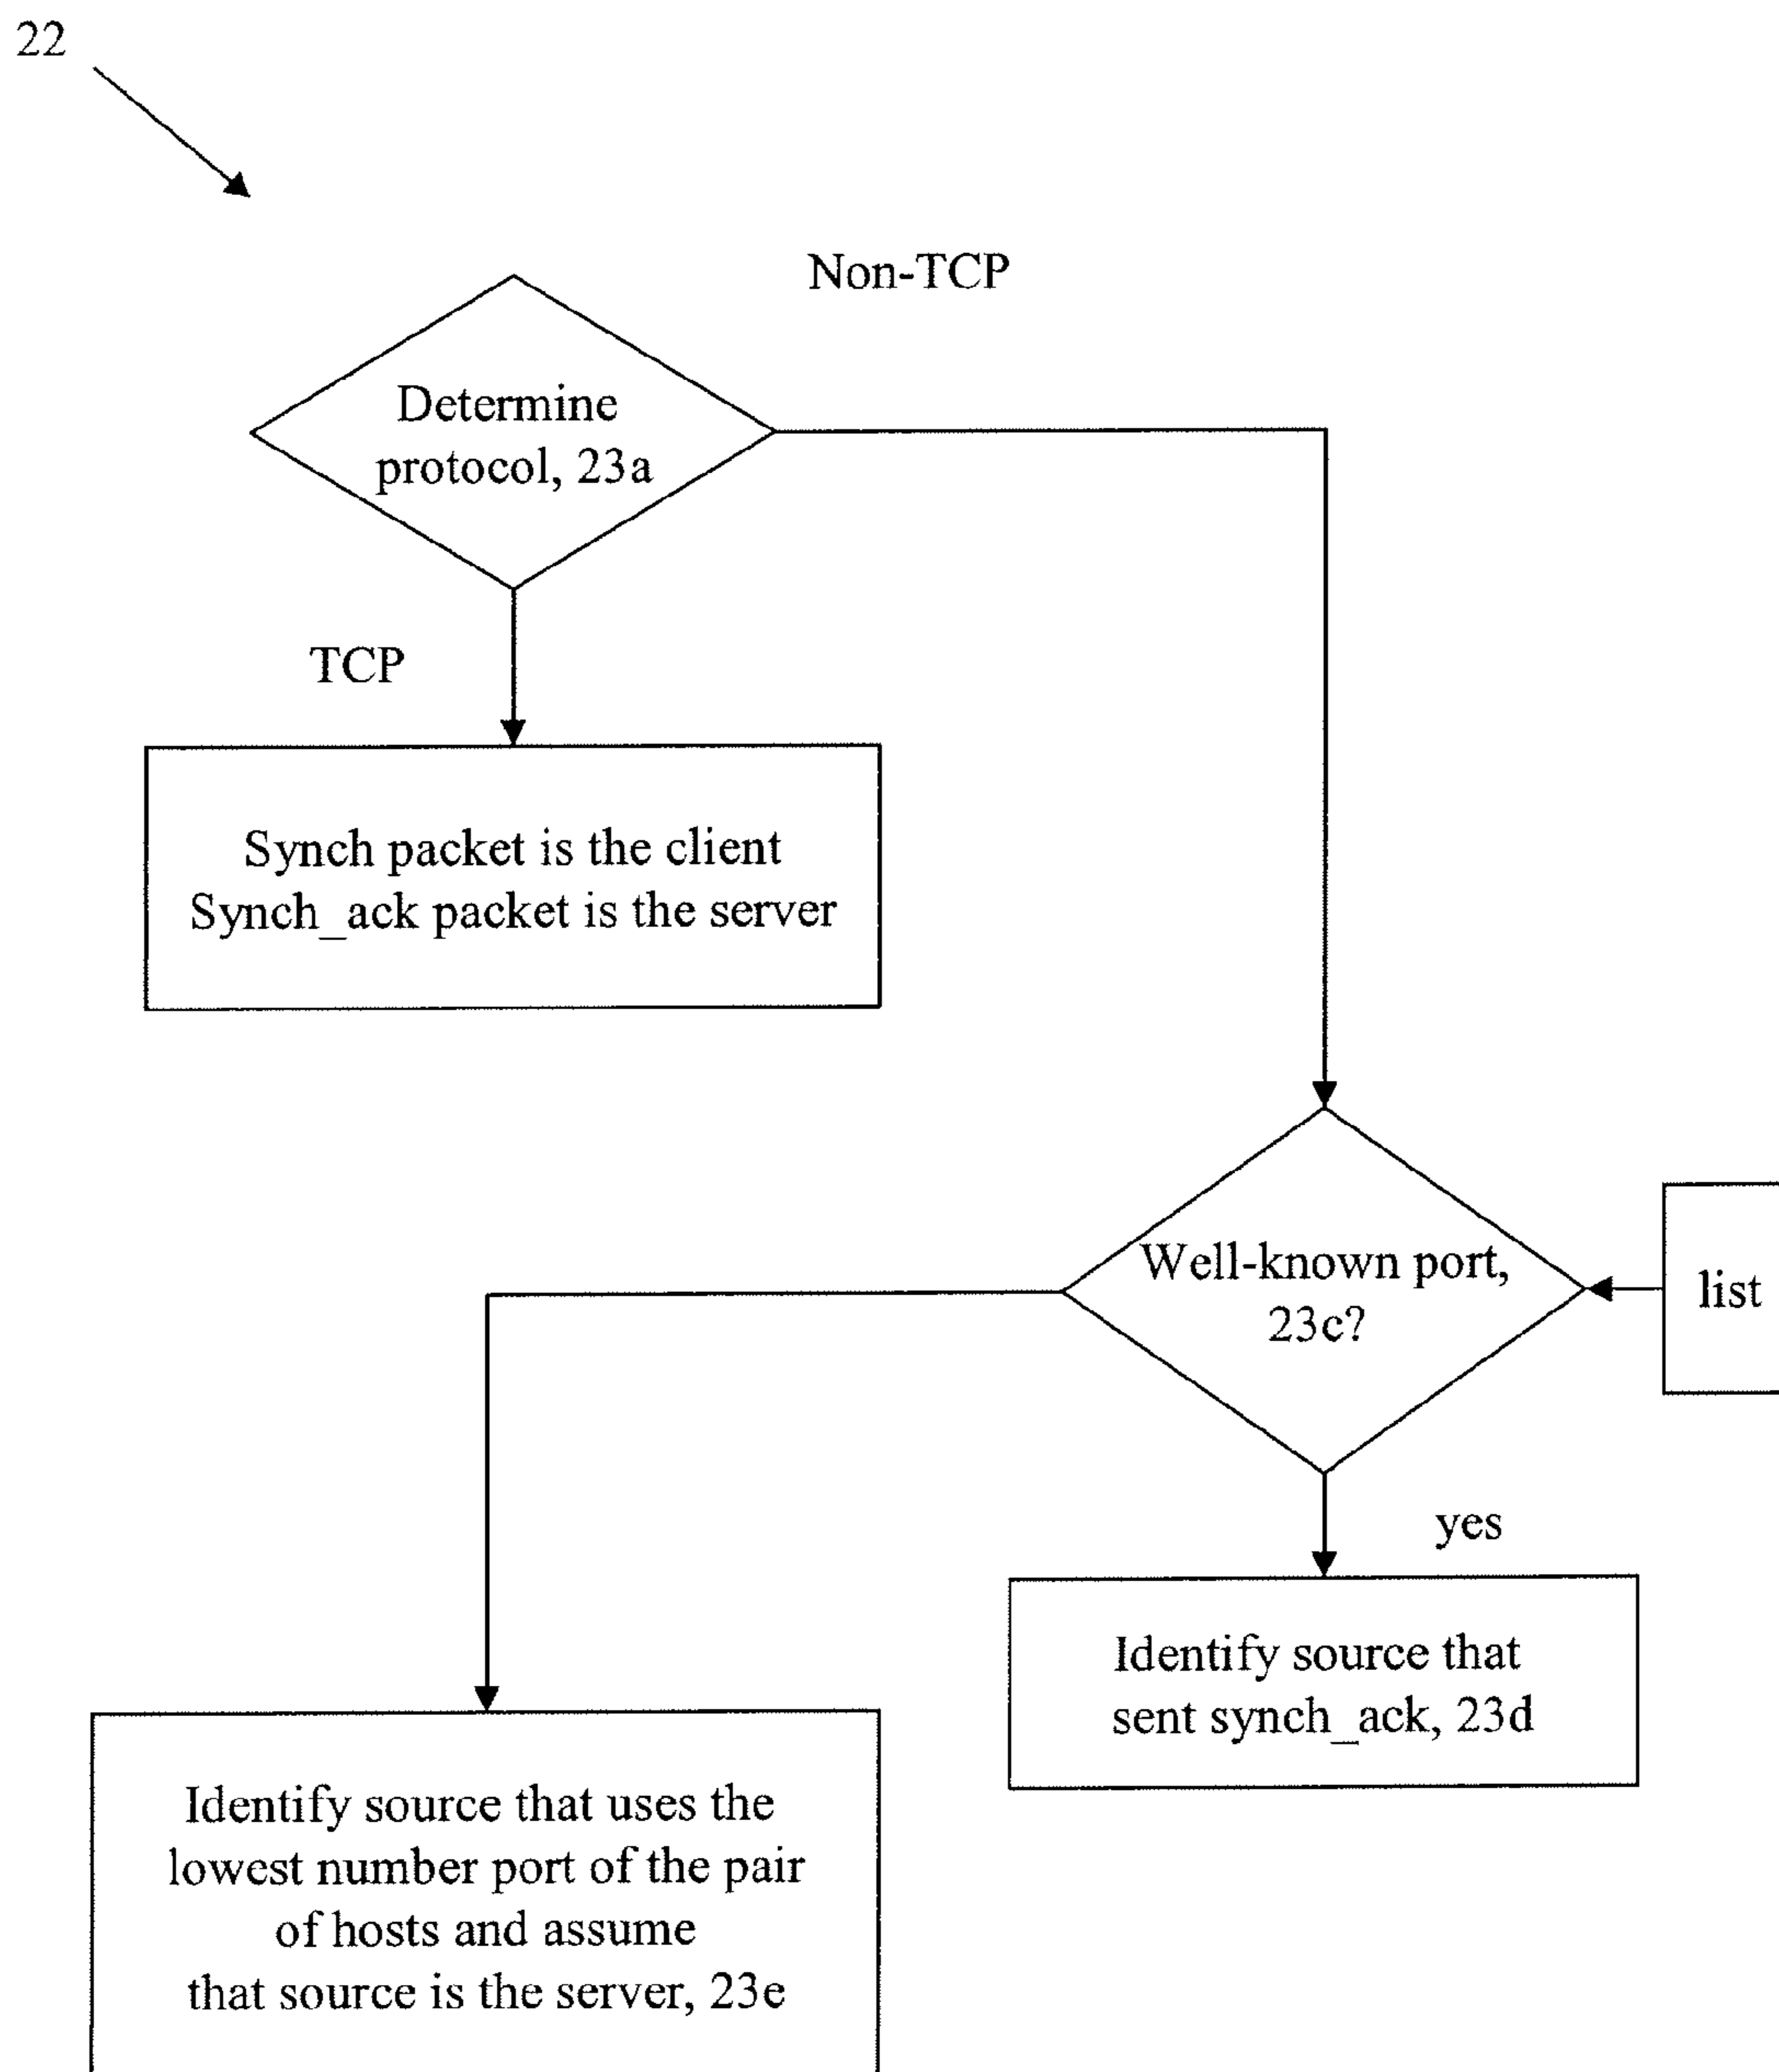 22
Non-TCP
Determine
protocol, 23a
TCP
Synch packet is the client
Synch_ack packet is the server
Well-known port,
23c?
list
yes
Identify source that
sent synch_ack, 23d
Identify source that uses the
lowest number port of the pair
of hosts and assume
that source is the server, 23e